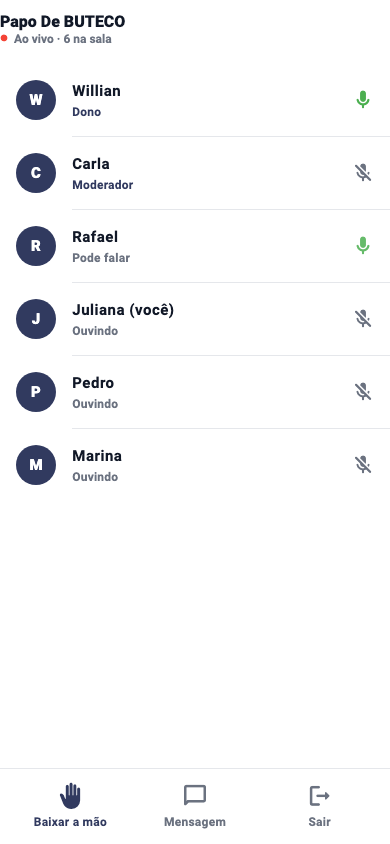 Papo De BUTECO
Ao vivo · 6 na sala
W
Willian
Dono
C
Carla
Moderador
R
Rafael
Pode falar
J
Juliana (você)
Ouvindo
P
Pedro
Ouvindo
M
Marina
Ouvindo
Baixar a mão
Mensagem
Sair